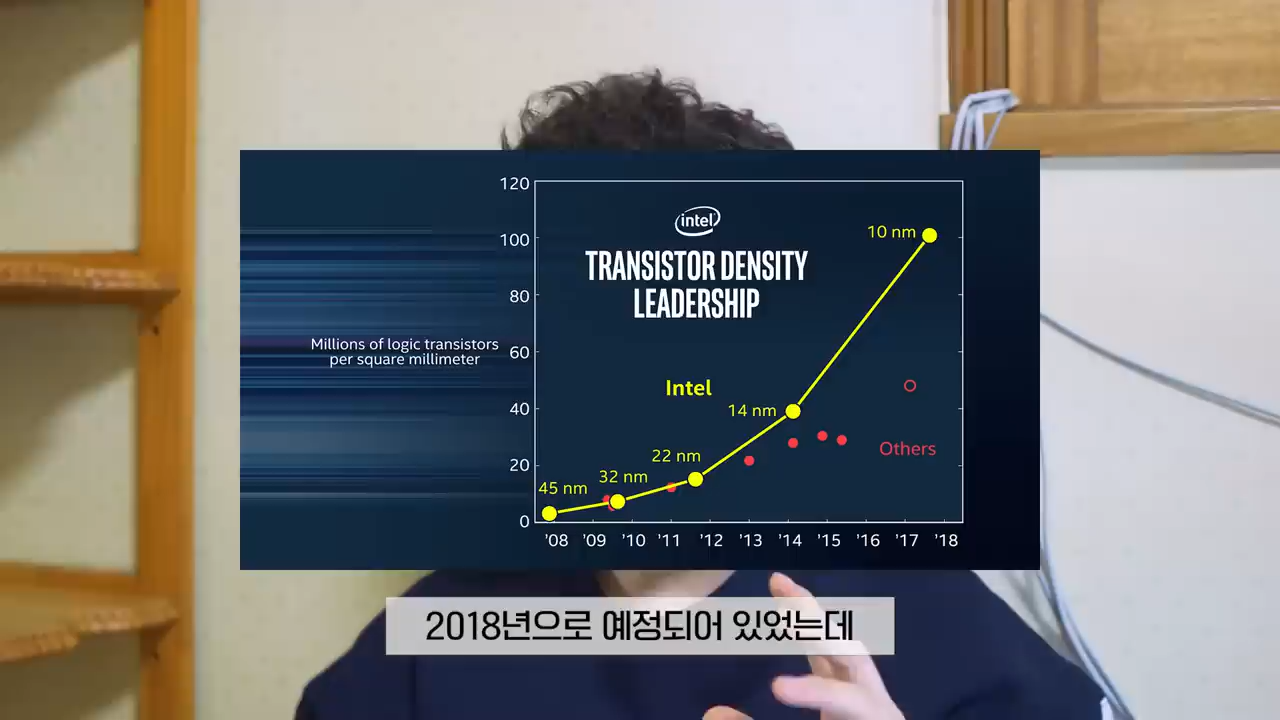 120
100
80
60
40
20
0
intel
TRANSISTOR DENSITY
LEADERSHIP
Millions of logic transistors
per square millimeter
Intel
10 nm
14 nm
22 nm
32 nm
45 nm
Others
'08 '09 '10 '11 '12 '13 '14 '15 '16 '17 '18
2018년으로 예정되어 있었는데